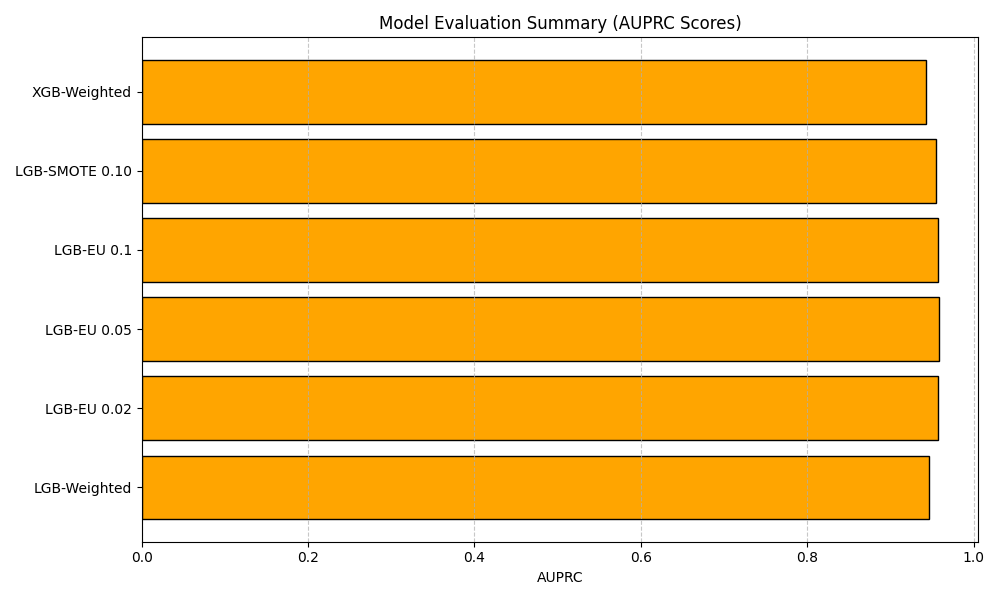 Model Evaluation Summary (AUPRC Scores)
XGB-Weighted
LGB-SMOTE 0.10
LGB-EU 0.1
LGB-EU 0.05
LGB-EU 0.02
LGB-Weighted
0.0 0.2 0.4 0.6 0.8 1.0
AUPRC